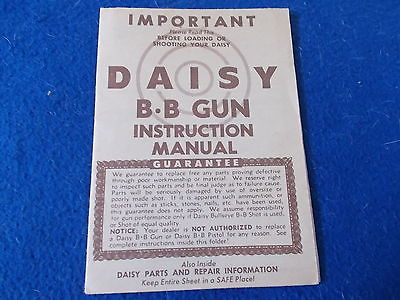 IMPORTANT
Please Read This
BEFORE LOADING OR
SHOOTING YOUR DAISY
DAISY
B•B GUN
INSTRUCTION
MANUAL
GUARANTEE
We guarantee to replace free any parts proving defective
through poor workmanship or material. We reserve right
to inspect such parts and be final judge as to failure cause.
Parts will be seriously damaged by use of oversize or
poorly made shot. If it is apparent such ammunition, or
objects such as sticks, stones, nails, etc. have been used,
this guarantee does not apply. We assume responsibility
for gun performance only if Daisy Bullseye B•B Shot is used,
or Shot of equal quality.
NOTICE: Your dealer is NOT AUTHORIZED to replace
a Daisy B•B Gun or Daisy B•B Pistol for any reason. See
complete instructions inside this folder!
Also Inside
DAISY PARTS AND REPAIR INFORMATION
Keep Entire Sheet in a SAFE Place!